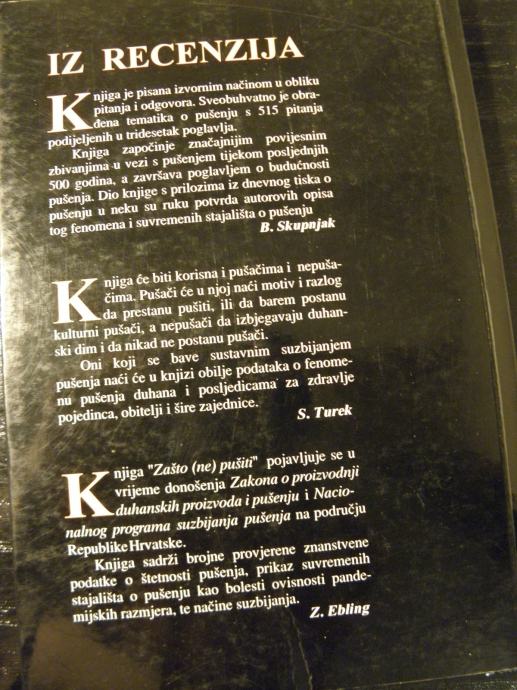 IZ RECENZIJA
Knjiga je pisana izvornim načinom u obliku
pitanja i odgovora. Sveobuhvatno je obra-
đena tematika o pušenju s 515 pitanja
podijeljenih u tridesetak poglavlja.
Knjiga započinje značajnijim povijesnim
zbivanjima u vezi s pušenjem tijekom posljednjih
500 godina, a završava poglavljem o budućnosti
pušenja. Dio knjige s prilozima iz dnevnog tiska o
pušenju u neku su ruku potvrda autorovih opisa
tog fenomena i suvremenih stajališta o pušenju
B. Skupnjak
Knjiga će biti korisna i pušačima i nepuša-
čima. Pušači će u njoj naći motiv i razlog
da prestanu pušiti, ili da barem postanu
kulturni pušači, a nepušači da izbjegavaju duhan-
ski dim i da nikad ne postanu pušači.
Oni koji se bave sustavnim suzbijanjem
pušenja naći će u knjizi obilje podataka o fenome-
nu pušenja duhana i posljedicama za zdravlje
pojedinca, obitelji i šire zajednice.
S. Turek
Knjiga "Zašto (ne) pušiti" pojavljuje se u
vrijeme donošenja Zakona o proizvodnji
duhanskih proizvoda i pušenju i Nacio-
nalnog programa suzbijanja pušenja na području
Republike Hrvatske.
Knjiga sadrži brojne provjerene znanstvene
podatke o štetnosti pušenja, prikaz suvremenih
stajališta o pušenju kao bolesti ovisnosti pande-
mijskih razmjera, te načine suzbijanja.
Z. Ebling